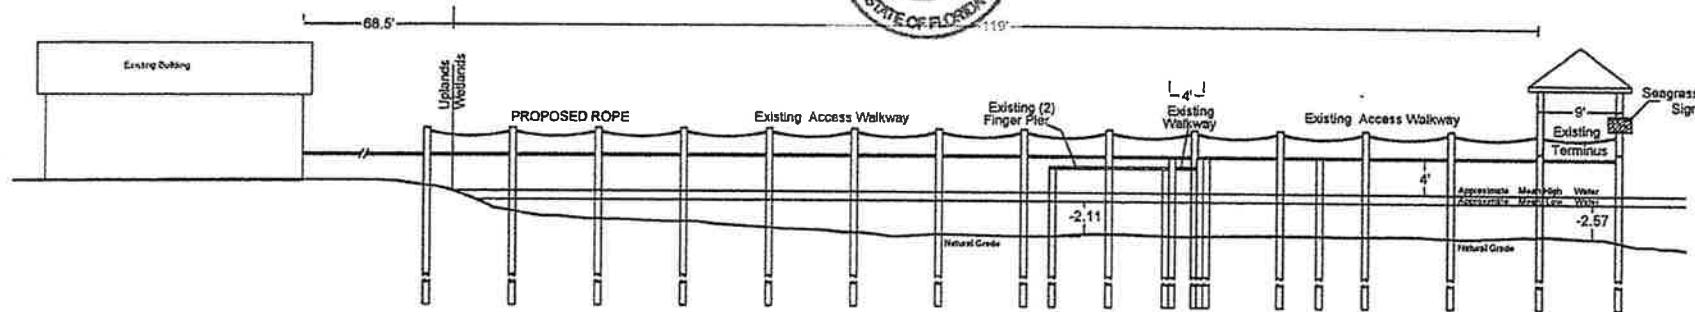 STATE OF FLORIDA
68.5'
119'
Existing Building
Uplands
Wetlands
PROPOSED ROPE
Existing Access Walkway
Existing (2)
Finger Pier
4'
Existing
Walkway
Existing Access Walkway
9'
Seagrass
Sign
Existing
Terminus
4'
Approximate Mean High Water
Approximate Mean Low Water
-2.11
-2.57
Natural Grade
Natural Grade